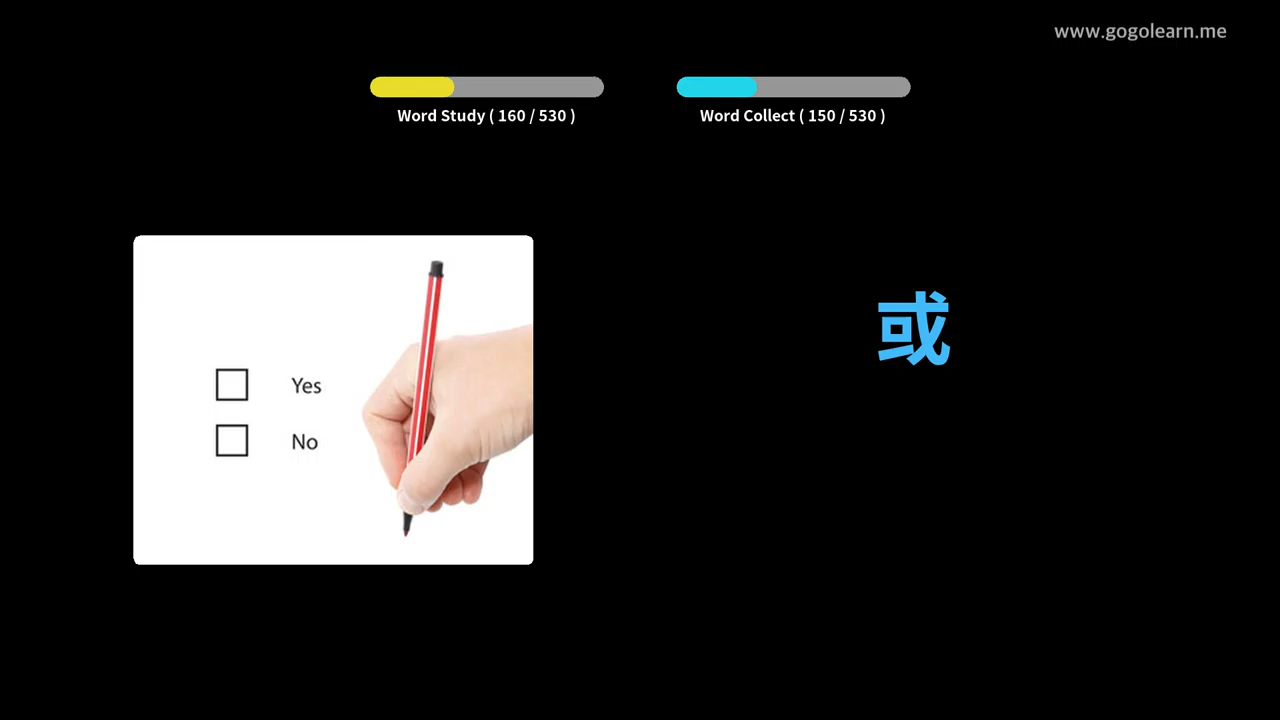 www.gogolearn.me
Word Study ( 160 / 530 )
Word Collect ( 150 / 530 )
或
Yes
No